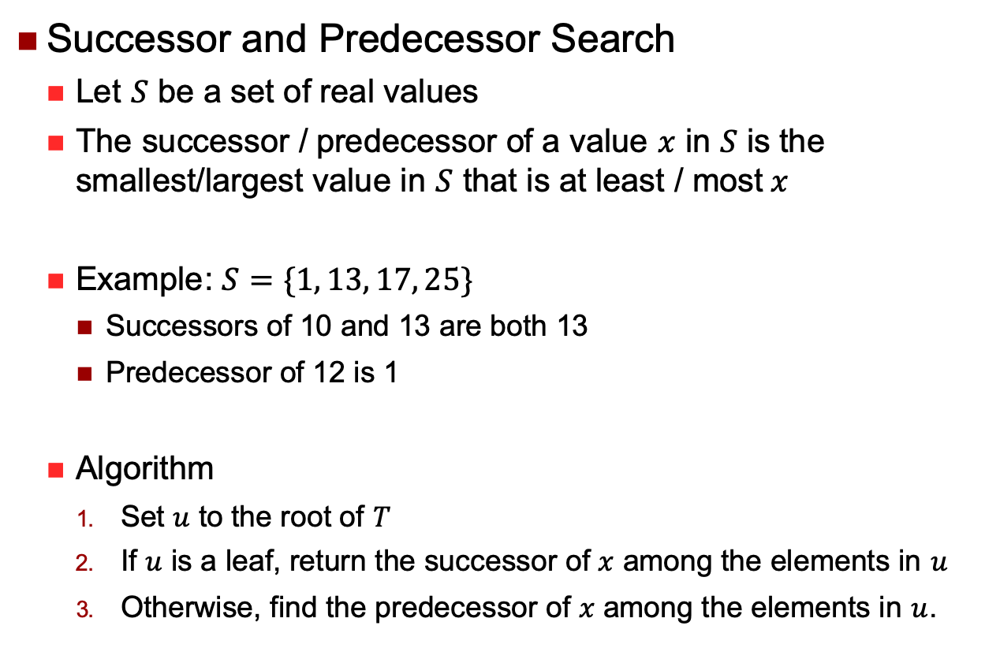 Successor and Predecessor Search
Let S be a set of real values
The successor / predecessor of a value x in S is the
smallest/largest value in S that is at least / most x
Example: S = {1, 13, 17, 25}
Successors of 10 and 13 are both 13
Predecessor of 12 is 1
Algorithm
1. Set u to the root of T
2. If u is a leaf, return the successor of x among the elements in u
3. Otherwise, find the predecessor of x among the elements in u.